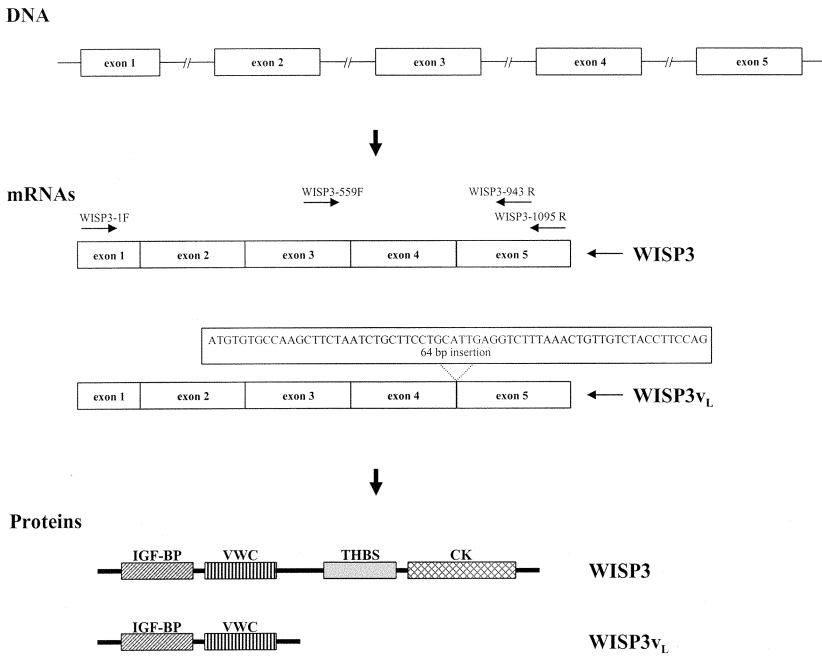 DNA
exon 1 exon 2 exon 3 exon 4 exon 5
mRNAs
WISP3-559F
WISP3-943 R
WISP3-1F
WISP3-1095 R
exon 1 exon 2 exon 3 exon 4 exon 5
WISP3
ATGTGTGCCAAGCTTCTAATCTGCTTCCTGCATTGAGGTCTTTAAACTGTTGTCTACCTTCCAG
64 bp insertion
exon 1 exon 2 exon 3 exon 4 exon 5
WISP3vL
Proteins
IGF-BP VWC THBS CK
WISP3
IGF-BP VWC
WISP3vL